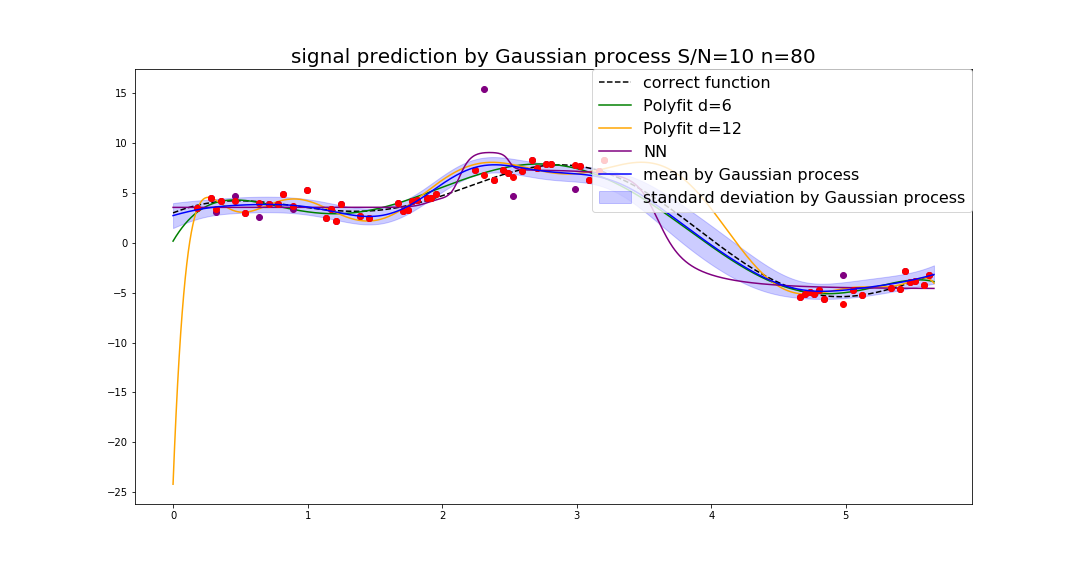 signal prediction by Gaussian process S/N=10 n=80
correct function
Polyfit d=6
Polyfit d=12
NN
mean by Gaussian process
standard deviation by Gaussian process
15
10
5
0
−5
−10
−15
−20
−25
0 1 2 3 4 5